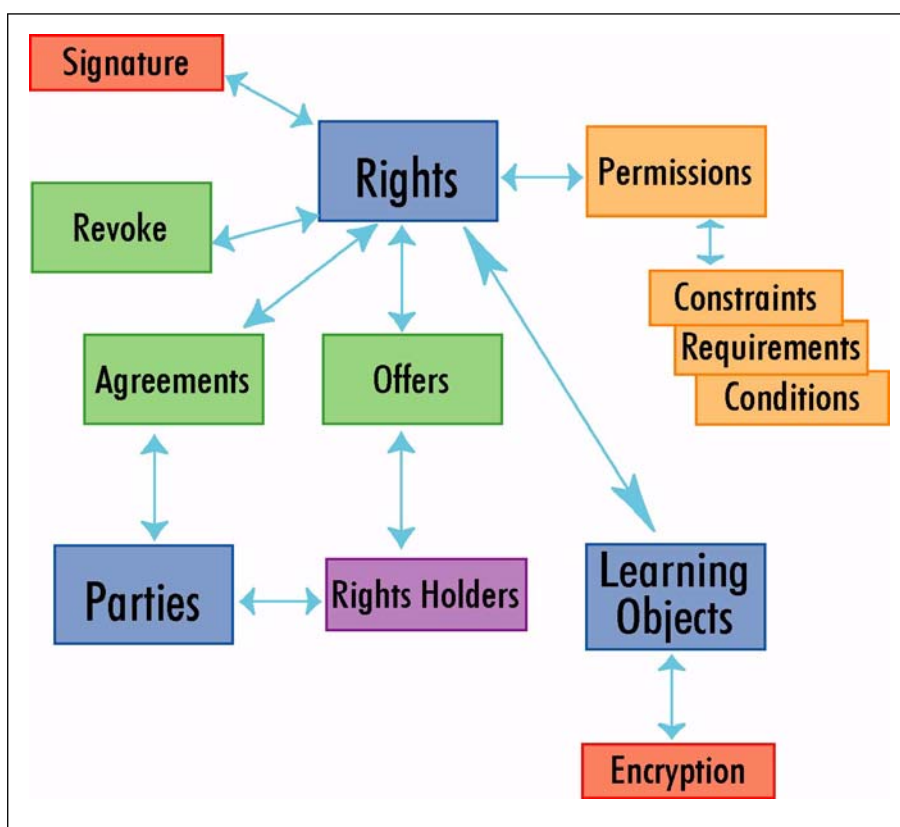 Signature
Rights
Permissions
Revoke
Constraints
Requirements
Conditions
Agreements
Offers
Parties
Rights Holders
Learning
Objects
Encryption